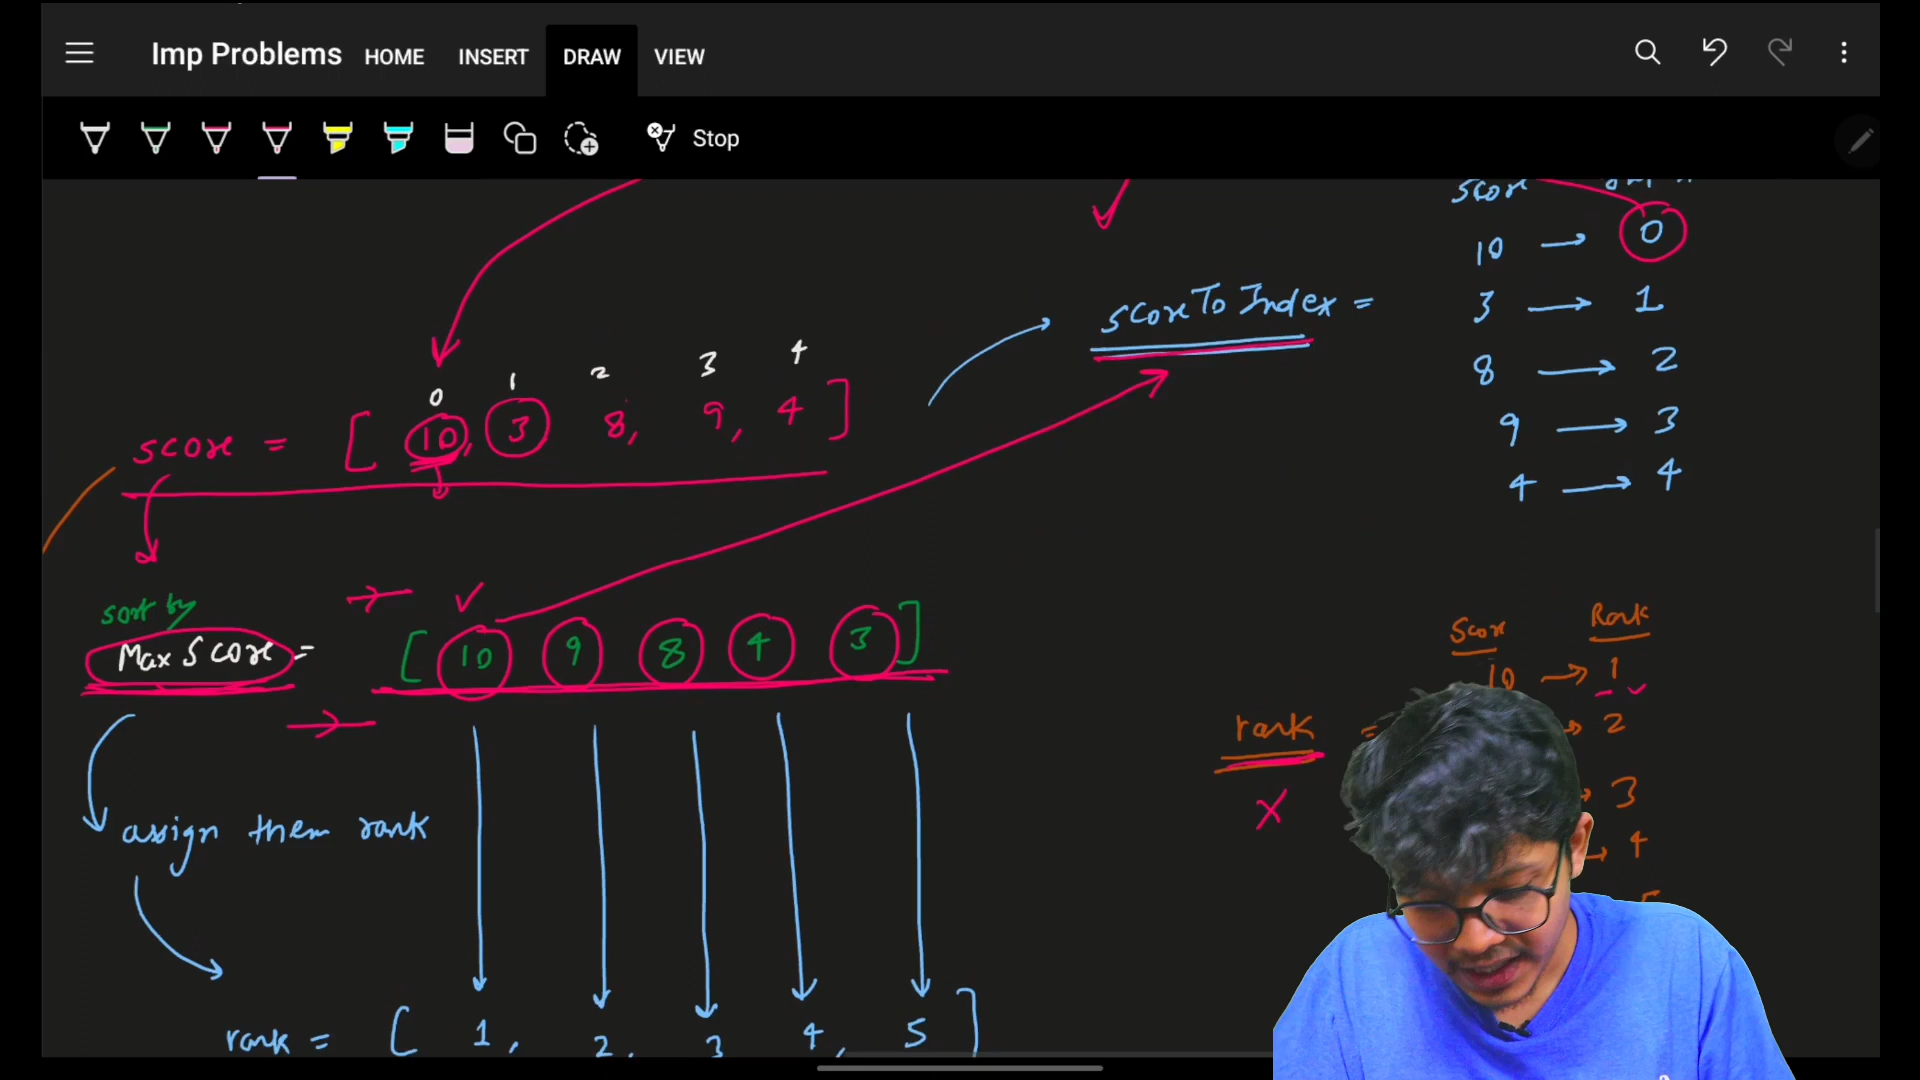 Imp Problems HOME INSERT DRAW VIEW
Stop
Score
10 → 0
scoreToIndex =
3 → 1
8 → 2
9 → 3
4 → 4
0 1 2 3 4
score = [ 10, 3 8, 9, 4 ]
sort by
Max Score = [ 10 9 8 4 3 ]
Score Rank
10 → 1
rank = → 2
→ 3
X
→ 4
5
assign them rank
rank = [ 1, 2, 3 4, 5 ]